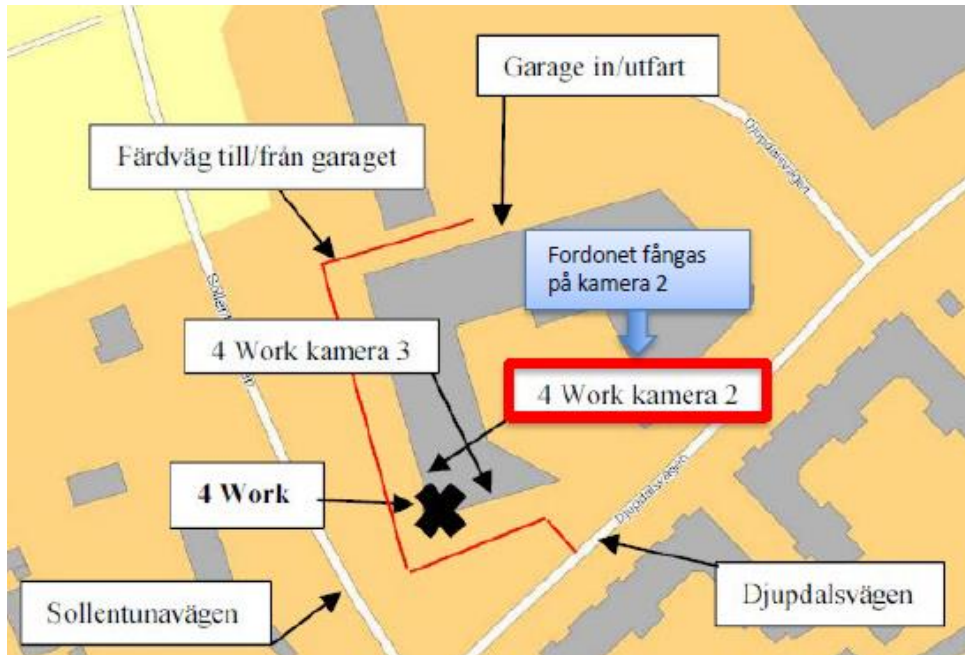 Garage in/utfart
Djupdalsvägen
Färdväg till/från garaget
Fordonet fångas
på kamera 2
4 Work kamera 3
4 Work kamera 2
4 Work
Djupdalsvägen
Sollentunavägen
Djupdalsvägen